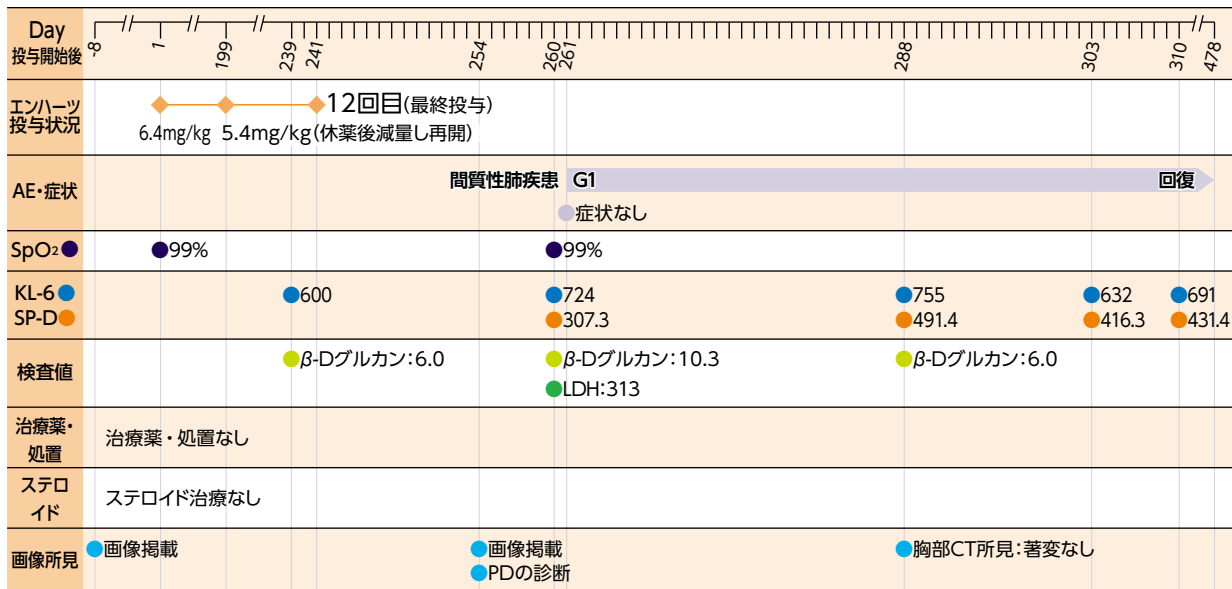 Day
投与開始後
-8
1
199
239
241
254
260
261
288
303
310
478
エンハーツ
投与状況
12回目(最終投与)
6.4mg/kg 5.4mg/kg(休薬後減量し再開)
AE・症状
間質性肺疾患 G1 回復
症状なし
SpO₂
99% 99%
KL-6
600 724 755 632 691
SP-D
307.3 491.4 416.3 431.4
検査値
β-Dグルカン:6.0 β-Dグルカン:10.3 β-Dグルカン:6.0
LDH:313
治療薬・
処置
治療薬・処置なし
ステロ
イド
ステロイド治療なし
画像所見
画像掲載 画像掲載 胸部CT所見:著変なし
PDの診断